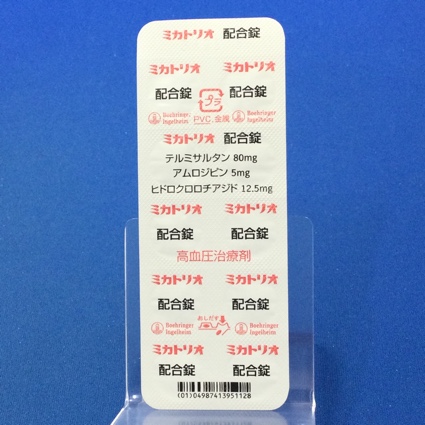 ミカトリオ 配合錠
ミカトリオ ミカトリオ
配合錠 配合錠
プラ
Boehringer Ingelheim PVC,金属 Boehringer Ingelheim
ミカトリオ 配合錠
テルミサルタン 80mg
アムロジピン 5mg
ヒドロクロロチアジド 12.5mg
ミカトリオ ミカトリオ
配合錠 配合錠
高血圧治療剤
ミカトリオ ミカトリオ
配合錠 配合錠
Boehringer Ingelheim おしだす Boehringer Ingelheim
ミカトリオ ミカトリオ
配合錠 配合錠
(01)04987413951128